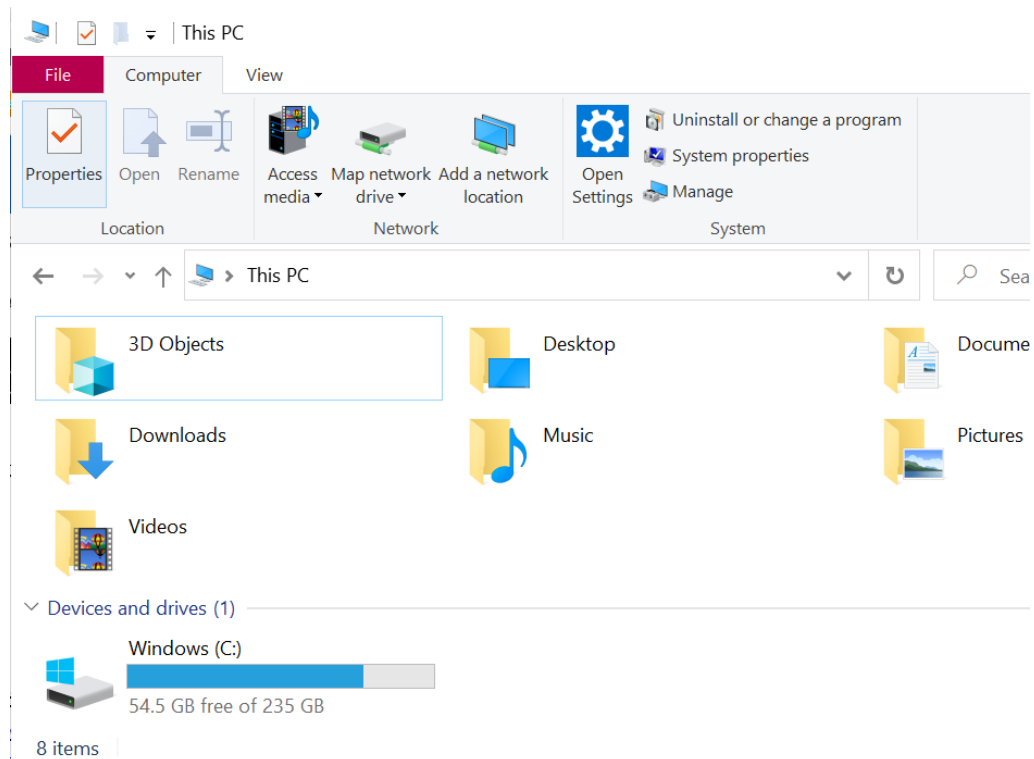 This PC
File Computer View
Properties Open Rename Access media Map network drive Add a network location Open Settings Uninstall or change a program
System properties
Manage
Location Network System
This PC Sea
3D Objects Desktop Docume
Downloads Music Pictures
Videos
Devices and drives (1)
Windows (C:)
54.5 GB free of 235 GB
8 items